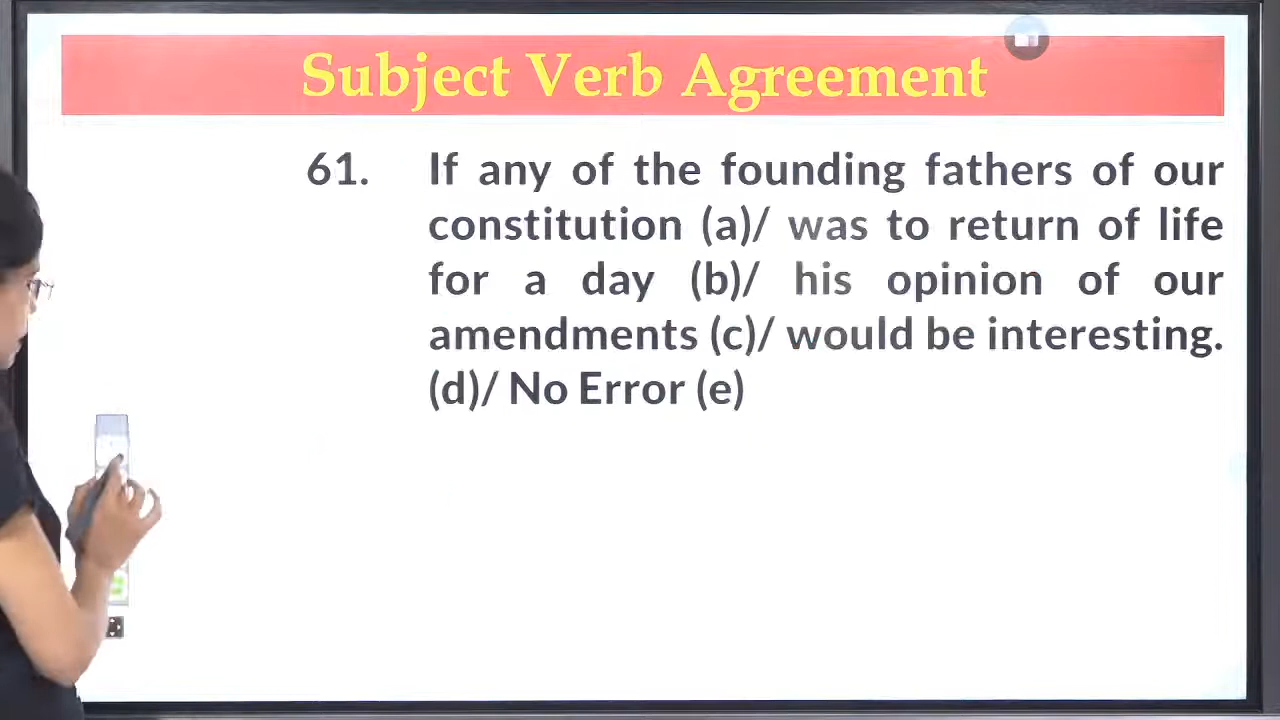 Subject Verb Agreement
61. If any of the founding fathers of our
constitution (a)/ was to return of life
for a day (b)/ his opinion of our
amendments (c)/ would be interesting.
(d)/ No Error (e)